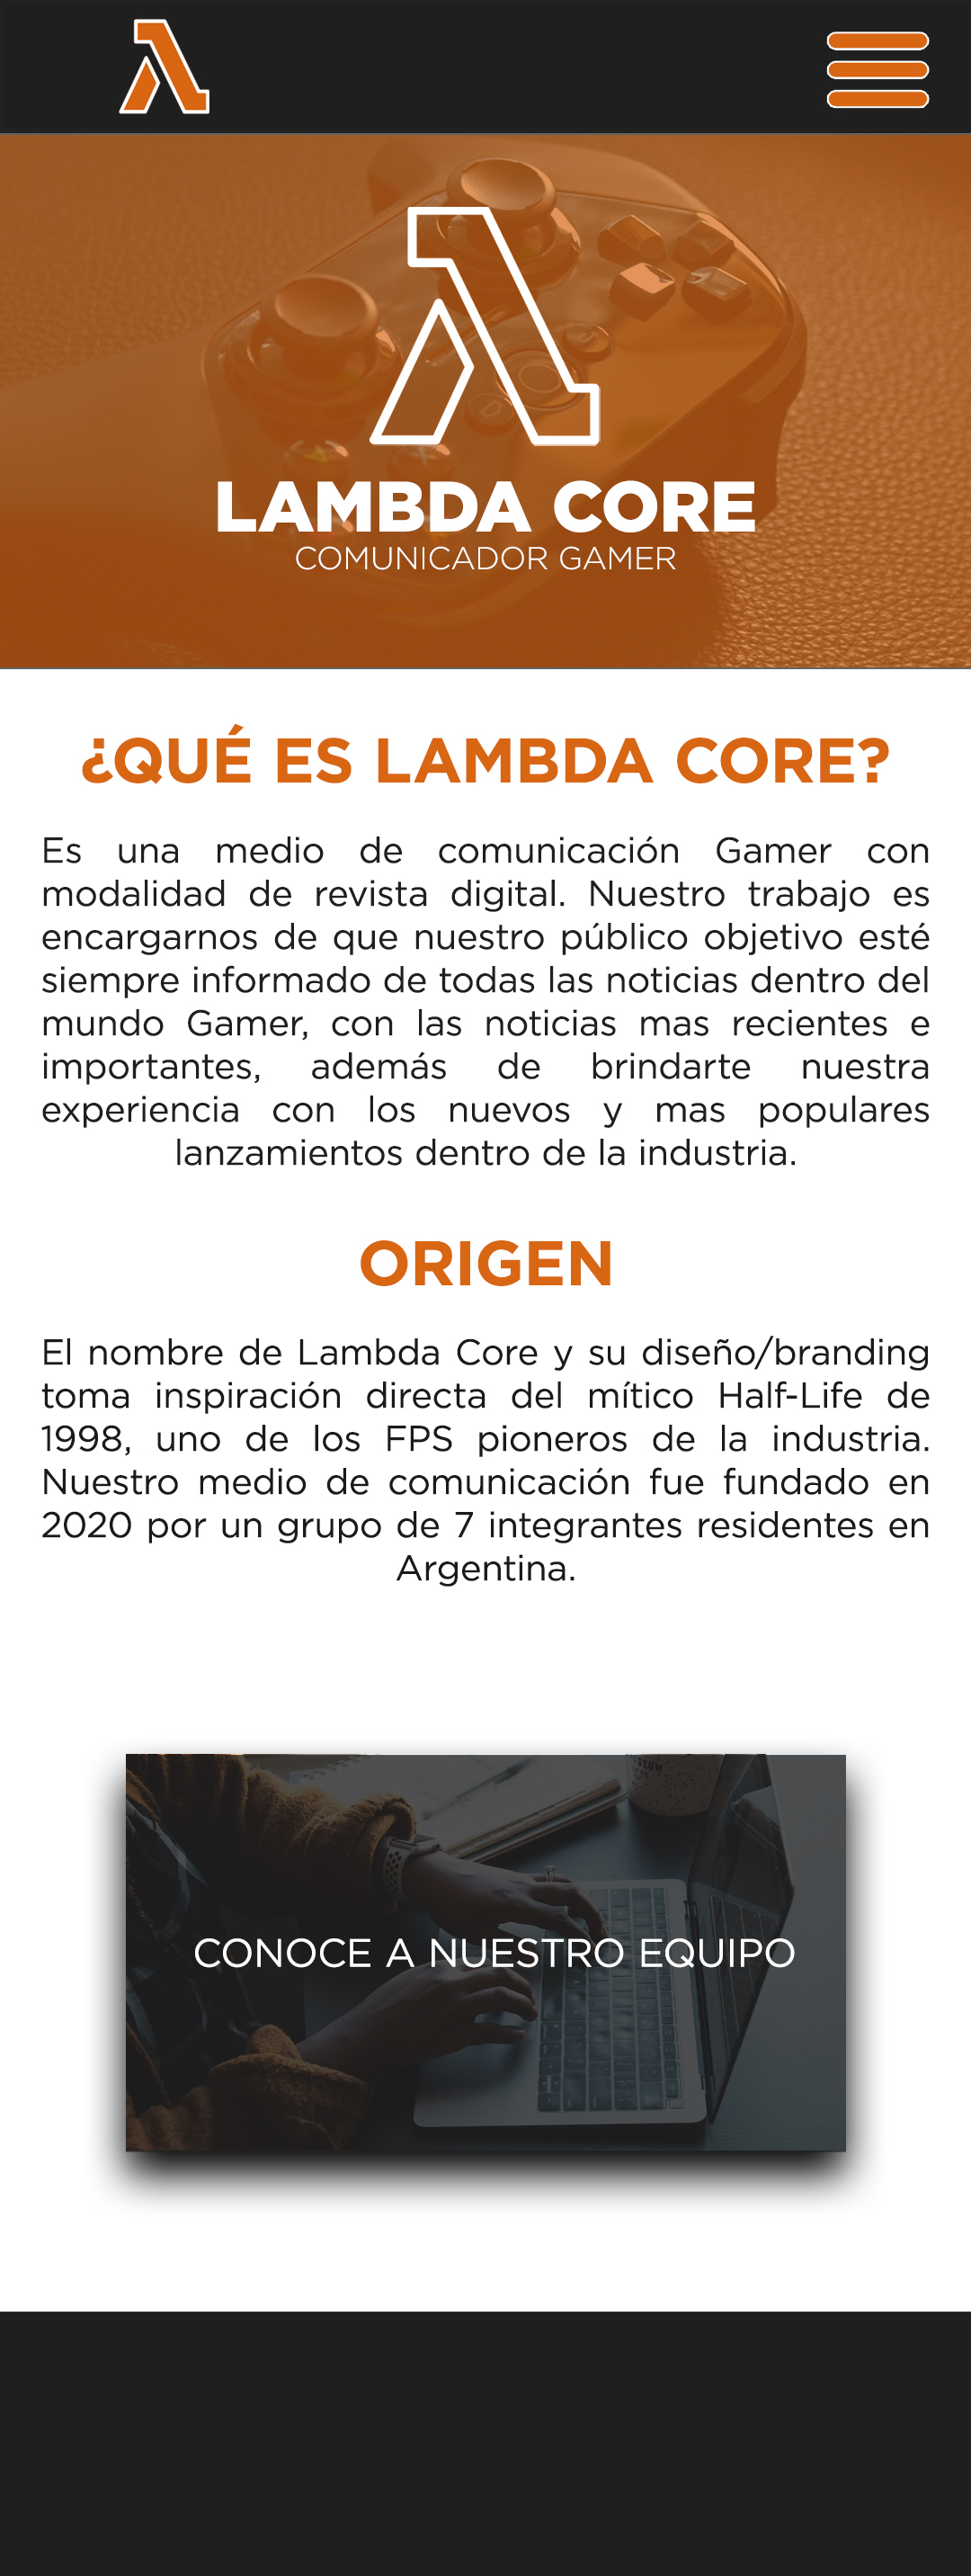 LAMBDA CORE
COMUNICADOR GAMER
¿QUÉ ES LAMBDA CORE?
Es una medio de comunicación Gamer con
modalidad de revista digital. Nuestro trabajo es
encargarnos de que nuestro público objetivo esté
siempre informado de todas las noticias dentro del
mundo Gamer, con las noticias mas recientes e
importantes, además de brindarte nuestra
experiencia con los nuevos y mas populares
lanzamientos dentro de la industria.
ORIGEN
El nombre de Lambda Core y su diseño/branding
toma inspiración directa del mítico Half-Life de
1998, uno de los FPS pioneros de la industria.
Nuestro medio de comunicación fue fundado en
2020 por un grupo de 7 integrantes residentes en
Argentina.
CONOCE A NUESTRO EQUIPO